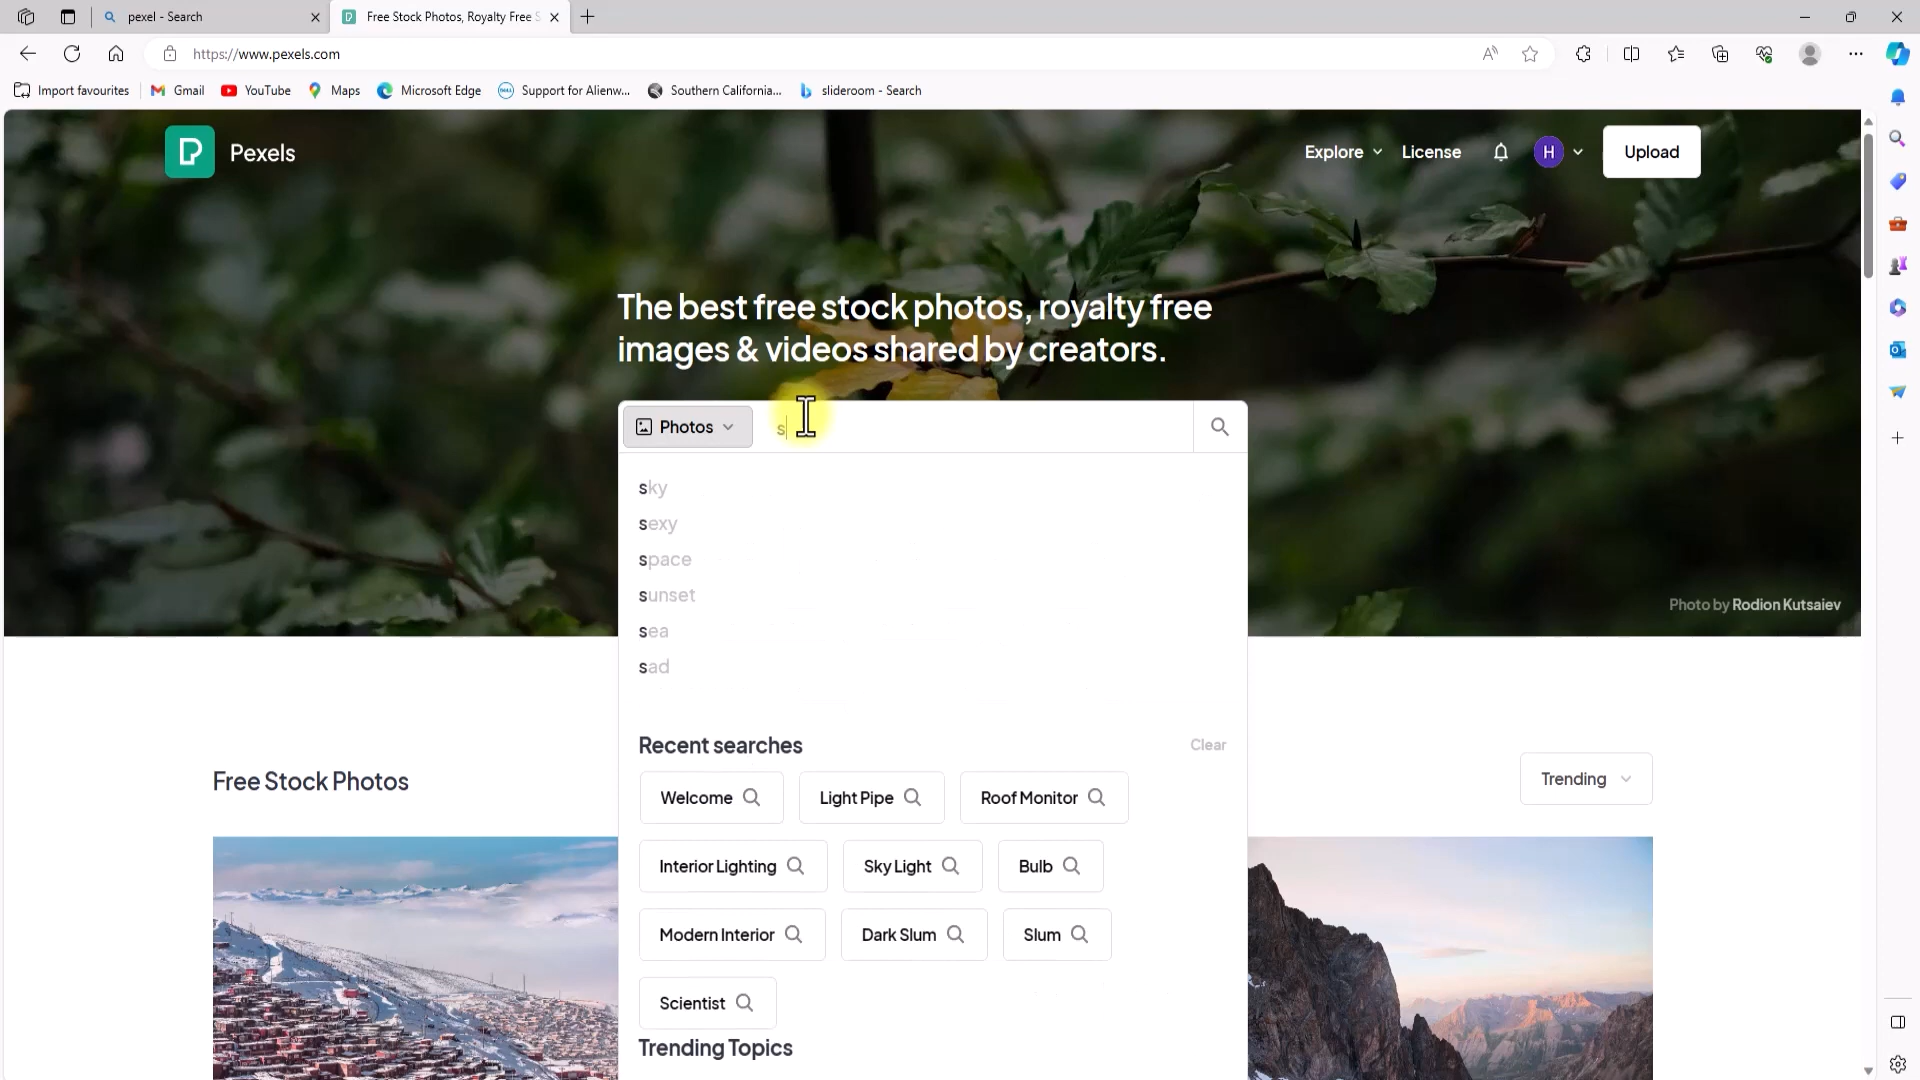 pexel - Search
Free Stock Photos, Royalty Free S
https://www.pexels.com
Import favourites
Gmail
YouTube
Maps
Microsoft Edge
Support for Alienw...
Southern California...
slideroom - Search
Pexels
Explore
License
H
Upload
The best free stock photos, royalty free
images & videos shared by creators.
Photos
s
sky
sexy
space
sunset
sea
sad
Photo by Rodion Kutsaiev
Recent searches
Clear
Free Stock Photos
Trending
Welcome
Light Pipe
Roof Monitor
Interior Lighting
Sky Light
Bulb
Modern Interior
Dark Slum
Slum
Scientist
Trending Topics